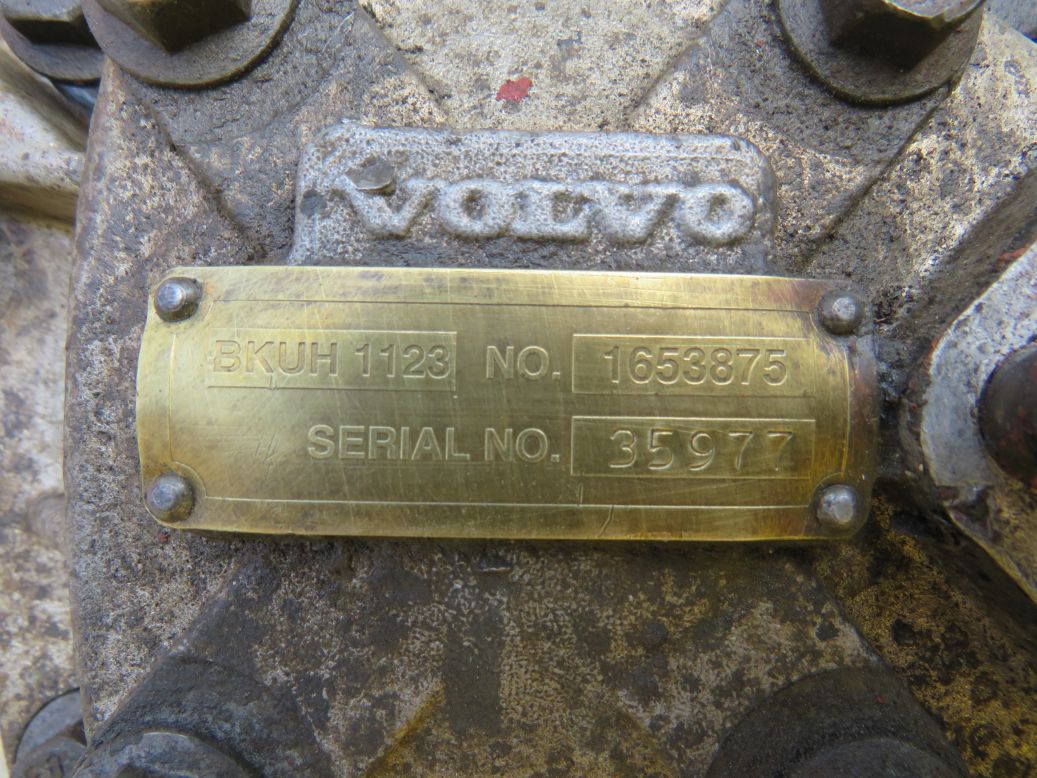 VOLVO
BKUH 1123 NO. 1653875
SERIAL NO. 35977